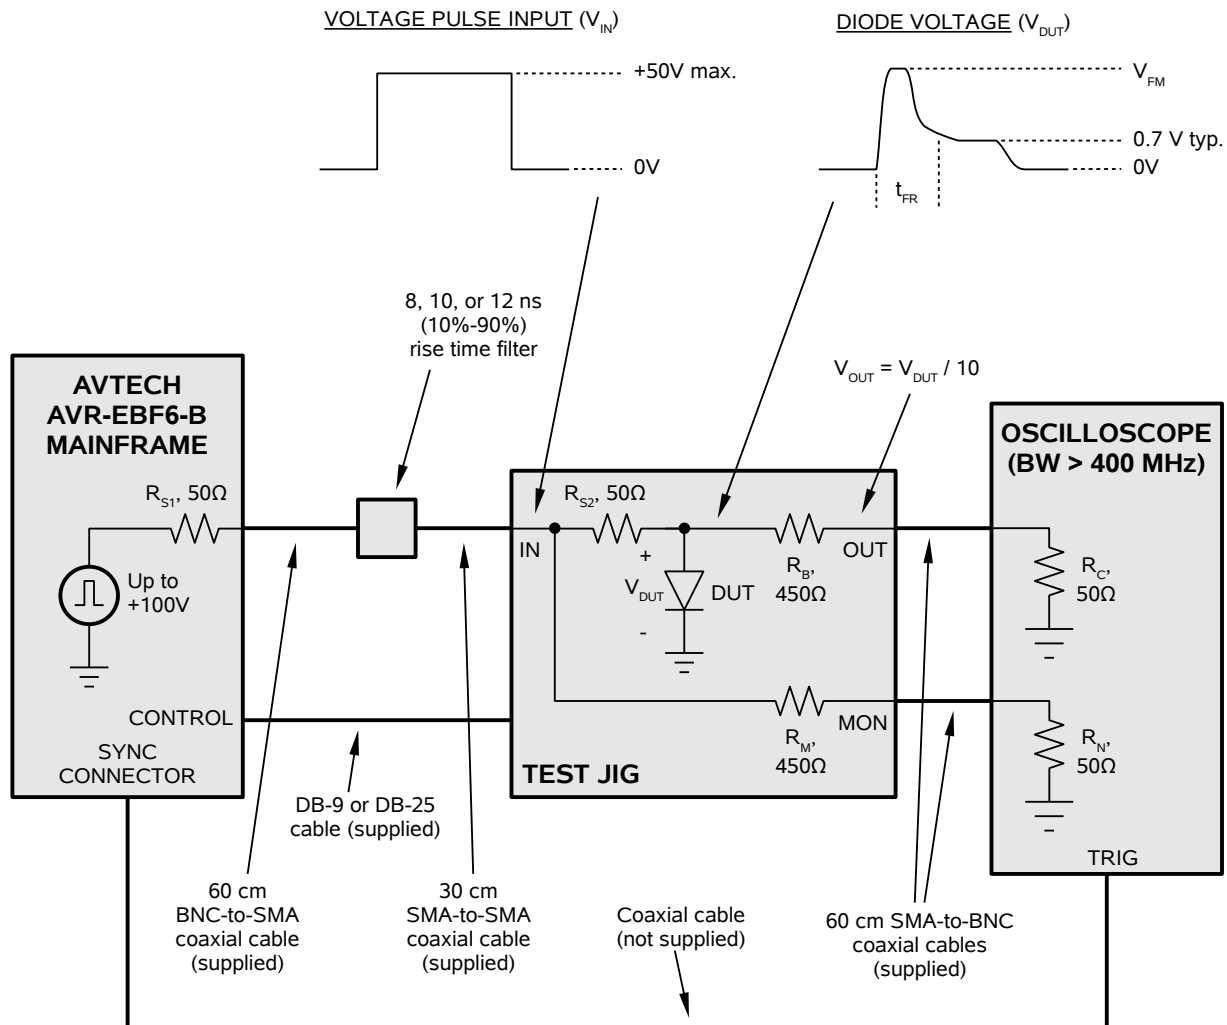 VOLTAGE PULSE INPUT (VIN)
+50V max.
0V
DIODE VOLTAGE (VDUT)
VFM
0.7 V typ.
0V
tFR
8, 10, or 12 ns
(10%-90%)
rise time filter
VOUT = VDUT / 10
AVTECH
AVR-EBF6-B
MAINFRAME
RS1, 50Ω
Up to
+100V
CONTROL
SYNC
CONNECTOR
IN
RS2, 50Ω
+
VDUT
-
DUT
RB,
450Ω
OUT
RM,
450Ω
MON
TEST JIG
OSCILLOSCOPE
(BW > 400 MHz)
RC,
50Ω
RN,
50Ω
TRIG
DB-9 or DB-25
cable (supplied)
60 cm
BNC-to-SMA
coaxial cable
(supplied)
30 cm
SMA-to-SMA
coaxial cable
(supplied)
Coaxial cable
(not supplied)
60 cm SMA-to-BNC
coaxial cables
(supplied)